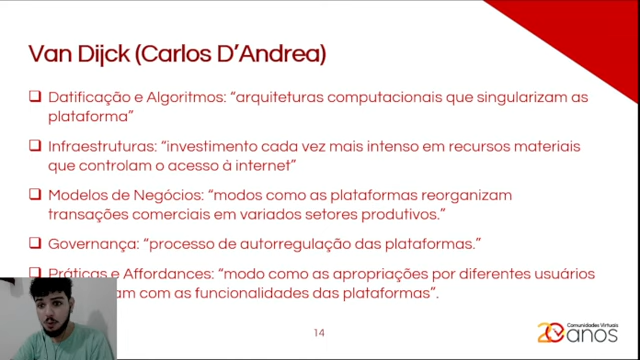 Van Dijck (Carlos D'Andrea)
Datificação e Algoritmos: “arquiteturas computacionais que singularizam as
plataforma”
Infraestruturas: “investimento cada vez mais intenso em recursos materiais
que controlam o acesso à internet”
Modelos de Negócios: “modos como as plataformas reorganizam
transações comerciais em variados setores produtivos.”
Governança: “processo de autorregulação das plataformas.”
Práticas e Affordances: “modo como as apropriações por diferentes usuários
com as funcionalidades das plataformas”.
14
Comunidades Virtuais
20anos